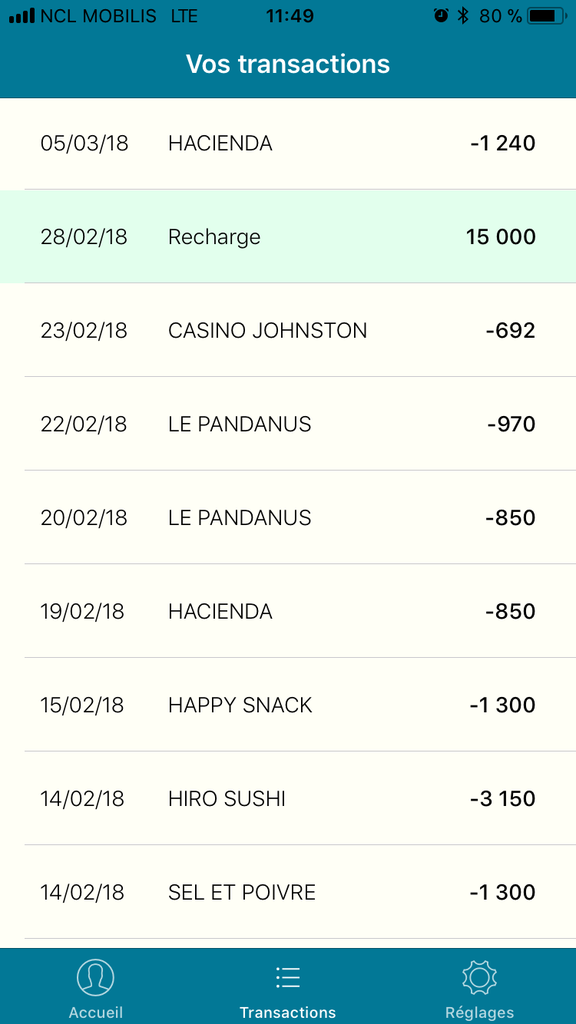 NCL MOBILIS LTE 11:49 80 %
Vos transactions
05/03/18 HACIENDA -1 240
28/02/18 Recharge 15 000
23/02/18 CASINO JOHNSTON -692
22/02/18 LE PANDANUS -970
20/02/18 LE PANDANUS -850
19/02/18 HACIENDA -850
15/02/18 HAPPY SNACK -1 300
14/02/18 HIRO SUSHI -3 150
14/02/18 SEL ET POIVRE -1 300
Accueil Transactions Réglages